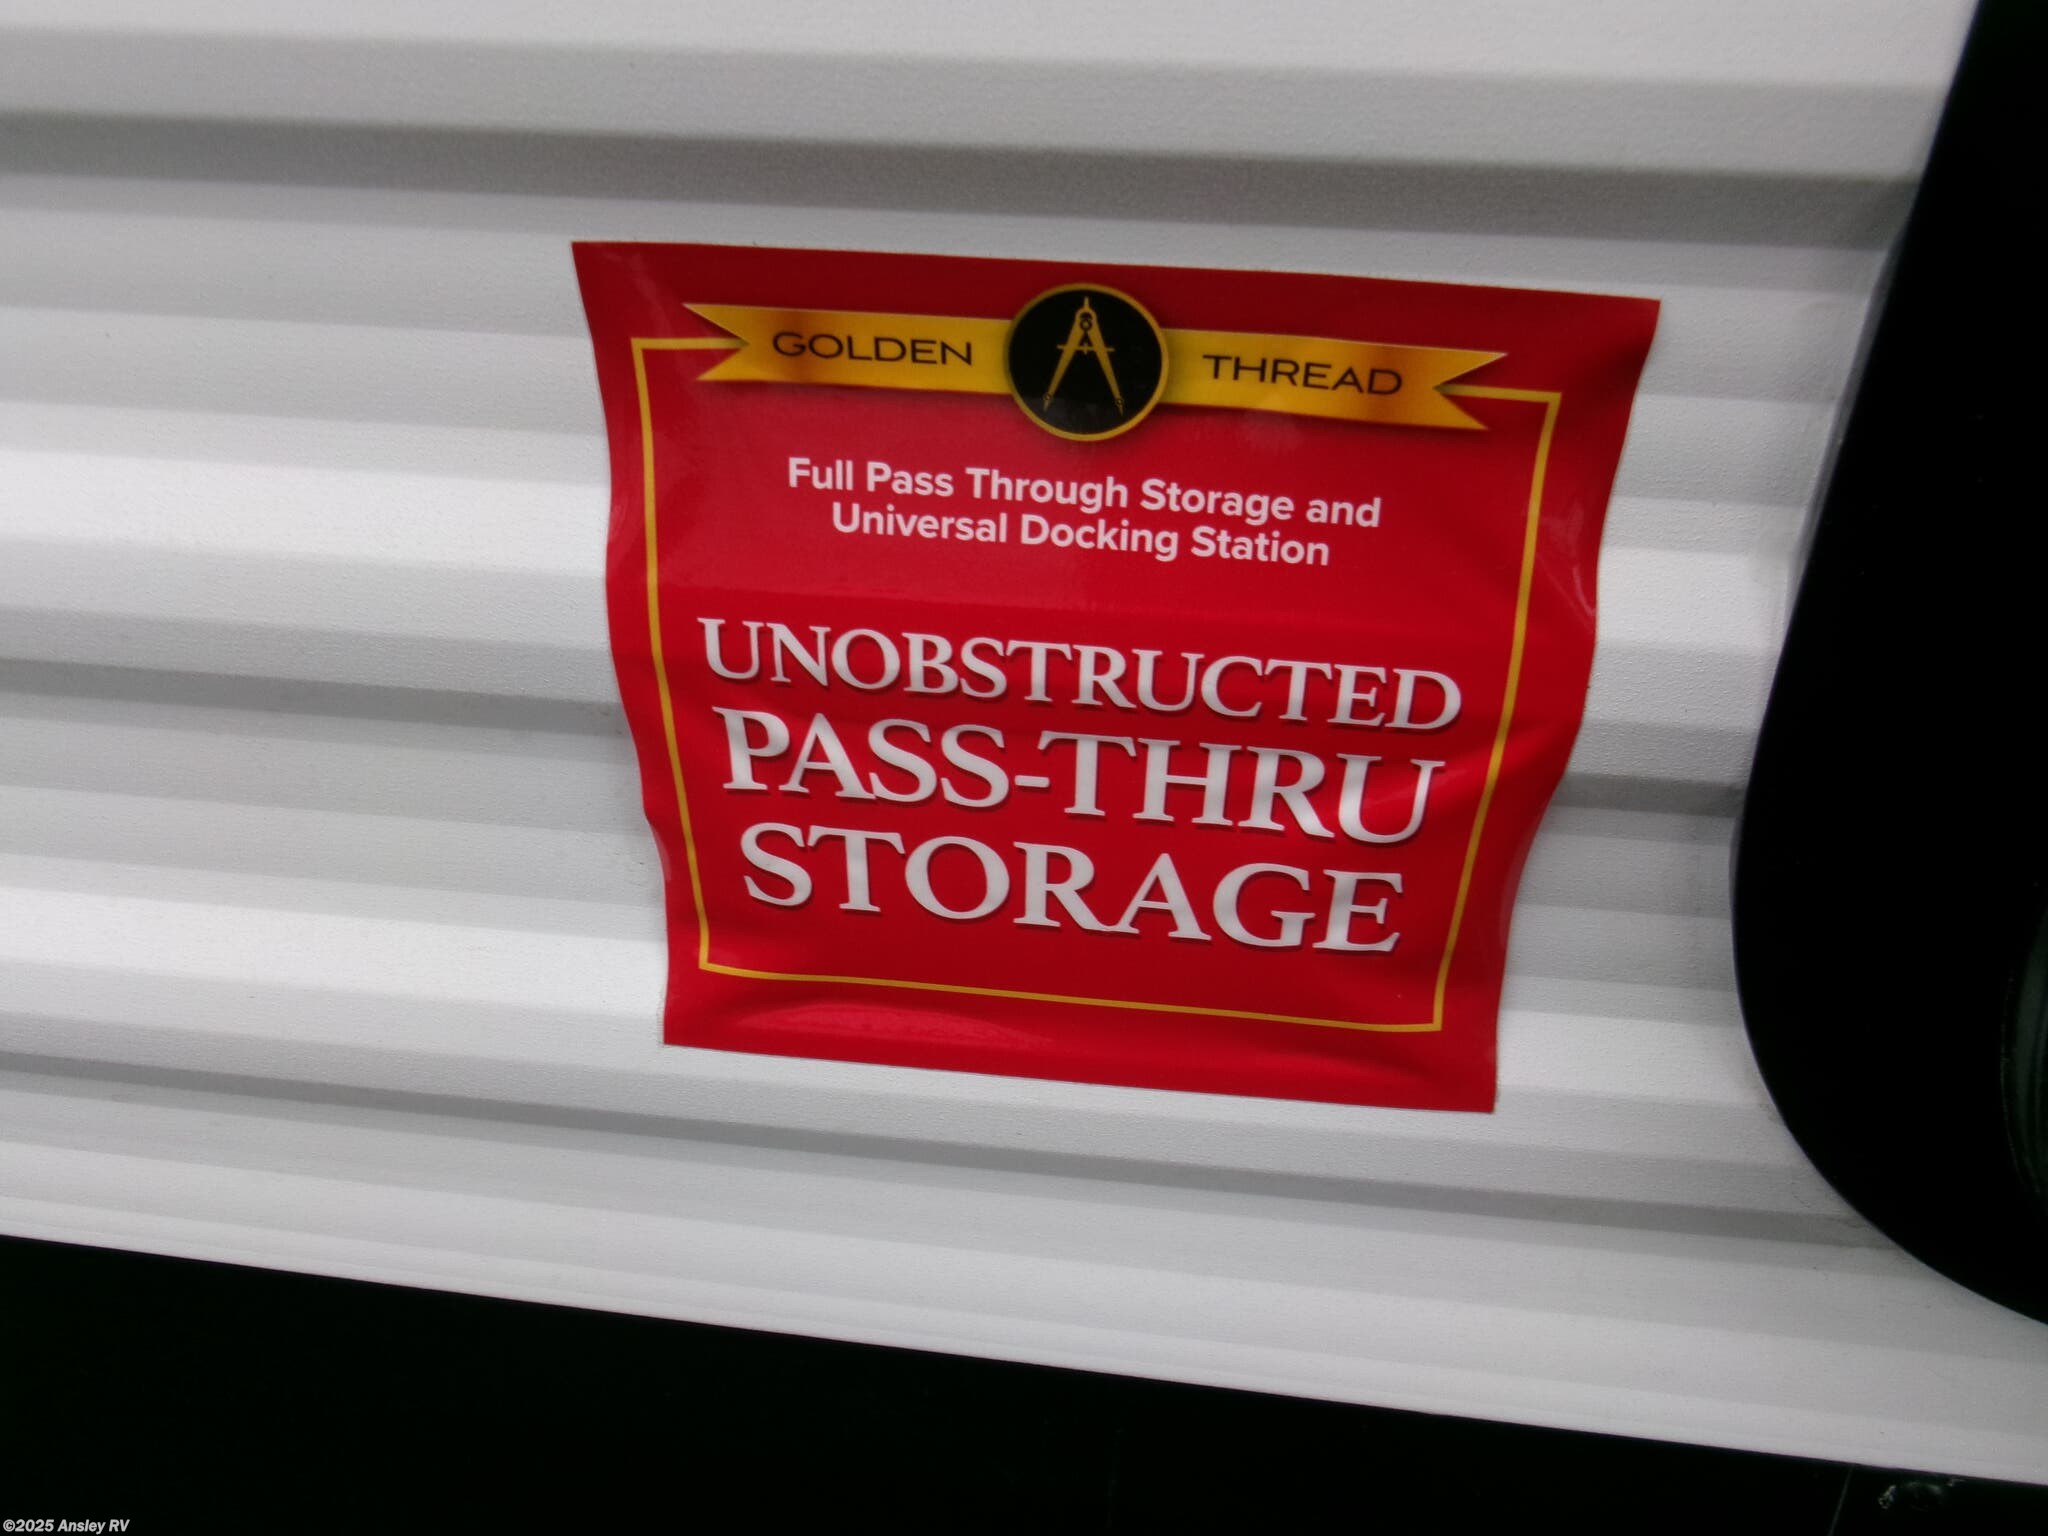 GOLDEN THREAD
Full Pass Through Storage and
Universal Docking Station
UNOBSTRUCTED
PASS-THRU
STORAGE
©2025 Ansley RV